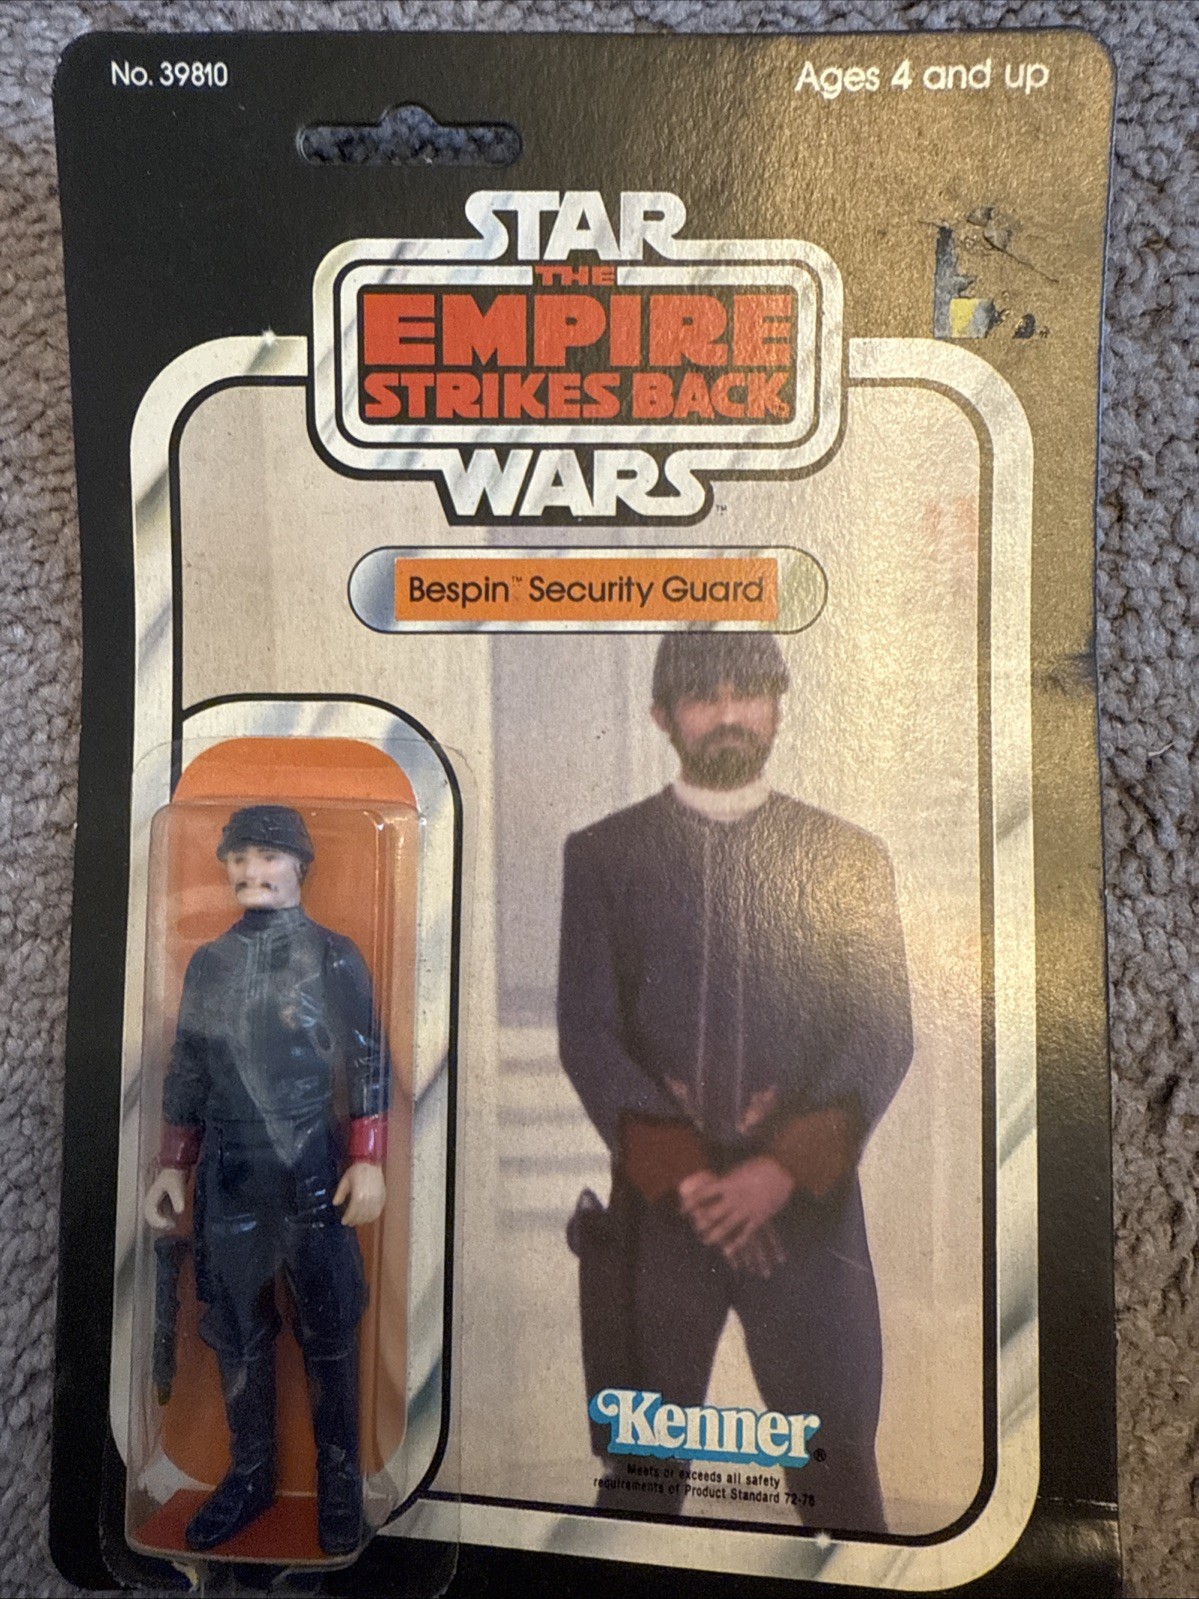 No. 39810
Ages 4 and up
STAR
THE
EMPIRE
STRIKES BACK
WARS™
Bespin™ Security Guard
Kenner®
Meets or exceeds all safety
requirements of Product Standard 72-76